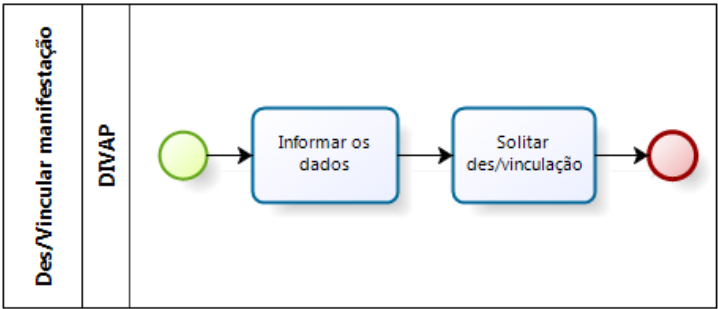 Des/Vincular manifestação
DIVAP
Informar os
dados
Solitar
des/vinculação